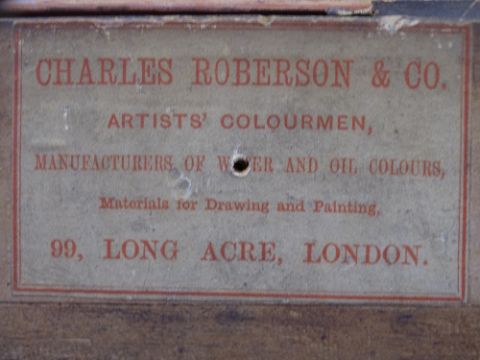 CHARLES ROBERSON & CO.
ARTISTS' COLOURMEN,
MANUFACTURERS OF WATER AND OIL COLOURS,
Materials for Drawing and Painting,
99, LONG ACRE, LONDON.